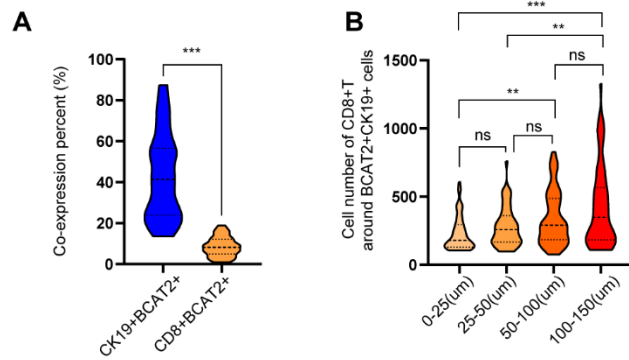 A
***
Co-expression percent (%)
100
80
60
40
20
0
CK19+BCAT2+
CD8+BCAT2+
B
***
**
ns
**
ns
ns
Cell number of CD8+T
around BCAT2+CK19+ cells
1500
1000
500
0
0-25(um)
25-50(um)
50-100(um)
100-150(um)